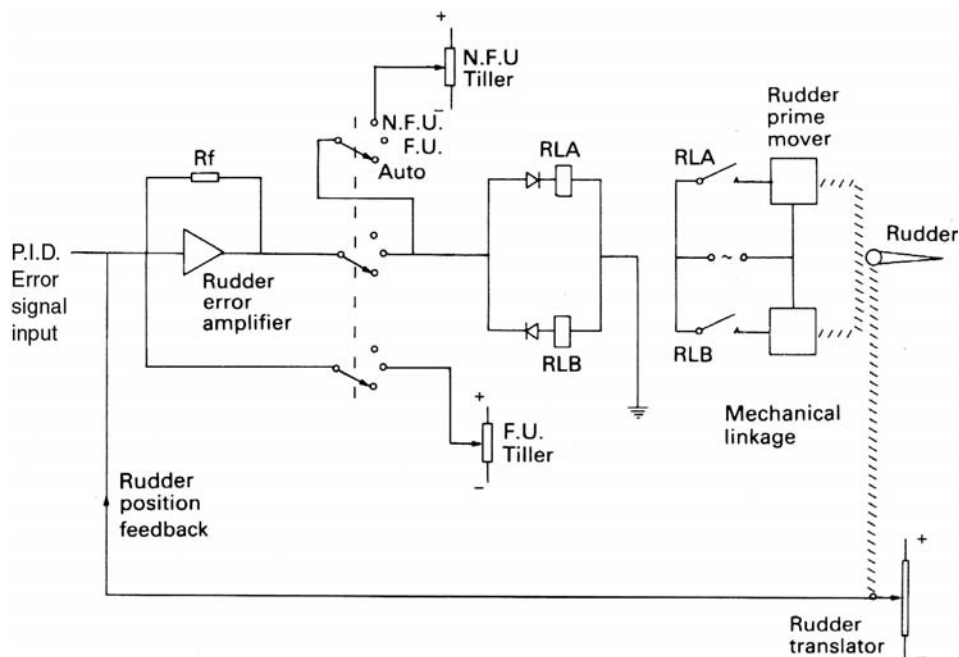 +
N.F.U
Tiller
−
N.F.U.
F.U.
Auto
Rf
RLA
RLA
Rudder
prime
mover
P.I.D.
Error
signal
input
Rudder
error
amplifier
~
Rudder
RLB
RLB
Mechanical
linkage
+
F.U.
Tiller
−
Rudder
position
feedback
+
Rudder
translator
−